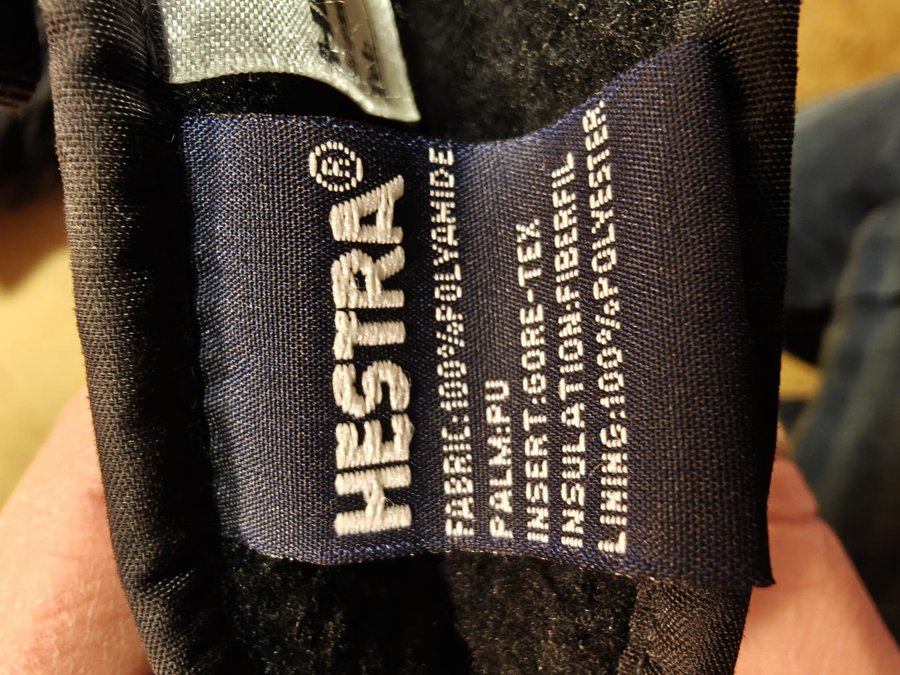 HESTRA®
FABRIC:100%POLYAMIDE
PALM:PU
INSERT:GORE-TEX
INSULATION:FIBERFIL
LINING:100%POLYESTER